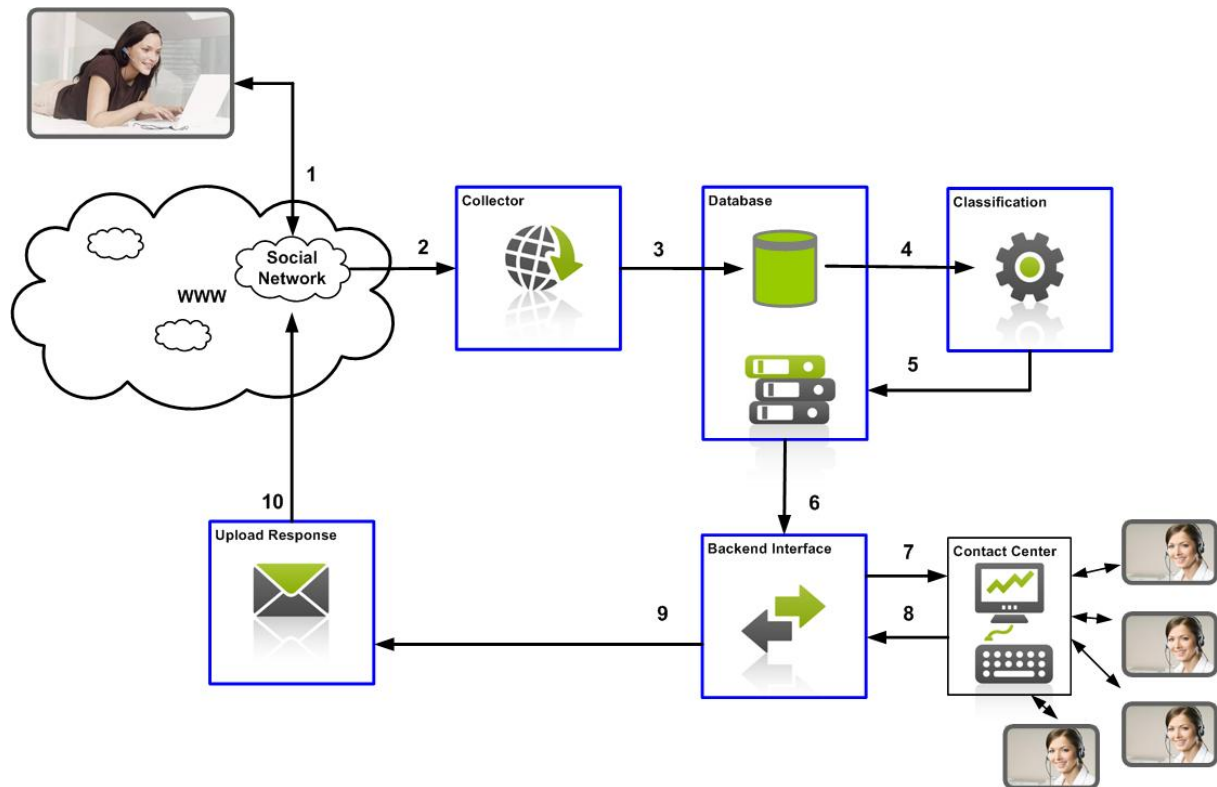 1
Collector
Database
Classification
2
3
4
Social
Network
WWW
5
10
6
Upload Response
Backend Interface
7
Contact Center
9
8